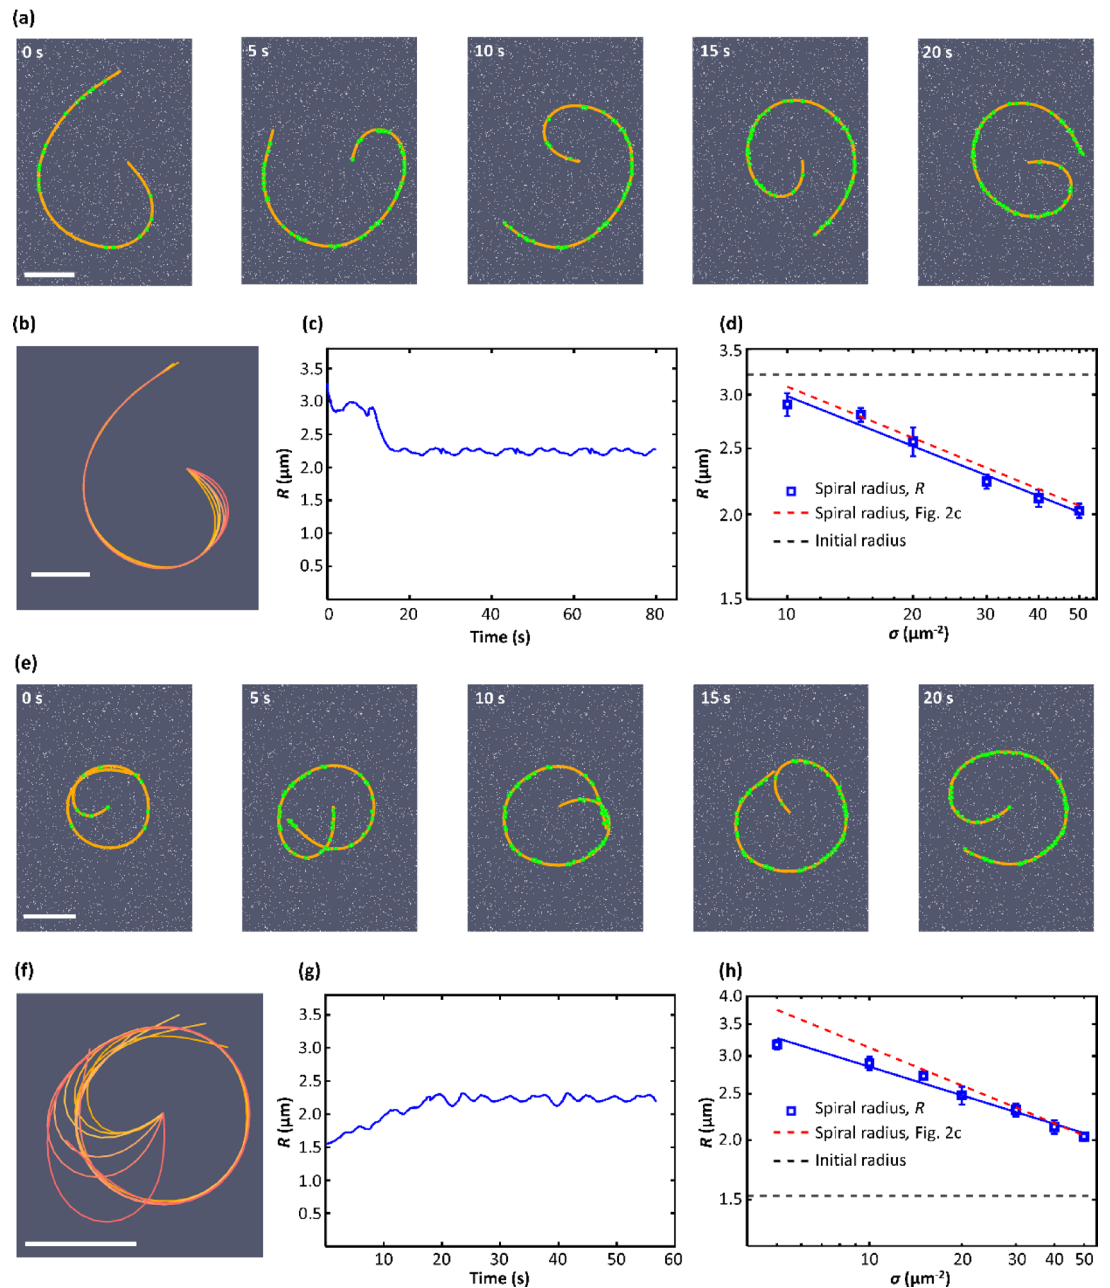 (a)
0 s
5 s
10 s
15 s
20 s
(b)
(c)
(d)
3.5
3.0
2.5
2.0
1.5
1.0
0.5
R (μm)
0
20
40
60
80
Time (s)
3.5
3.0
2.5
2.0
1.5
R (μm)
Spiral radius, R
Spiral radius, Fig. 2c
Initial radius
10
20
30
40
50
σ (μm⁻²)
(e)
0 s
5 s
10 s
15 s
20 s
(f)
(g)
(h)
3.5
3.0
2.5
2.0
1.5
1.0
0.5
R (μm)
10
20
30
40
50
60
Time (s)
4.0
3.5
3.0
2.5
2.0
1.5
R (μm)
Spiral radius, R
Spiral radius, Fig. 2c
Initial radius
10
20
30
40
50
σ (μm⁻²)